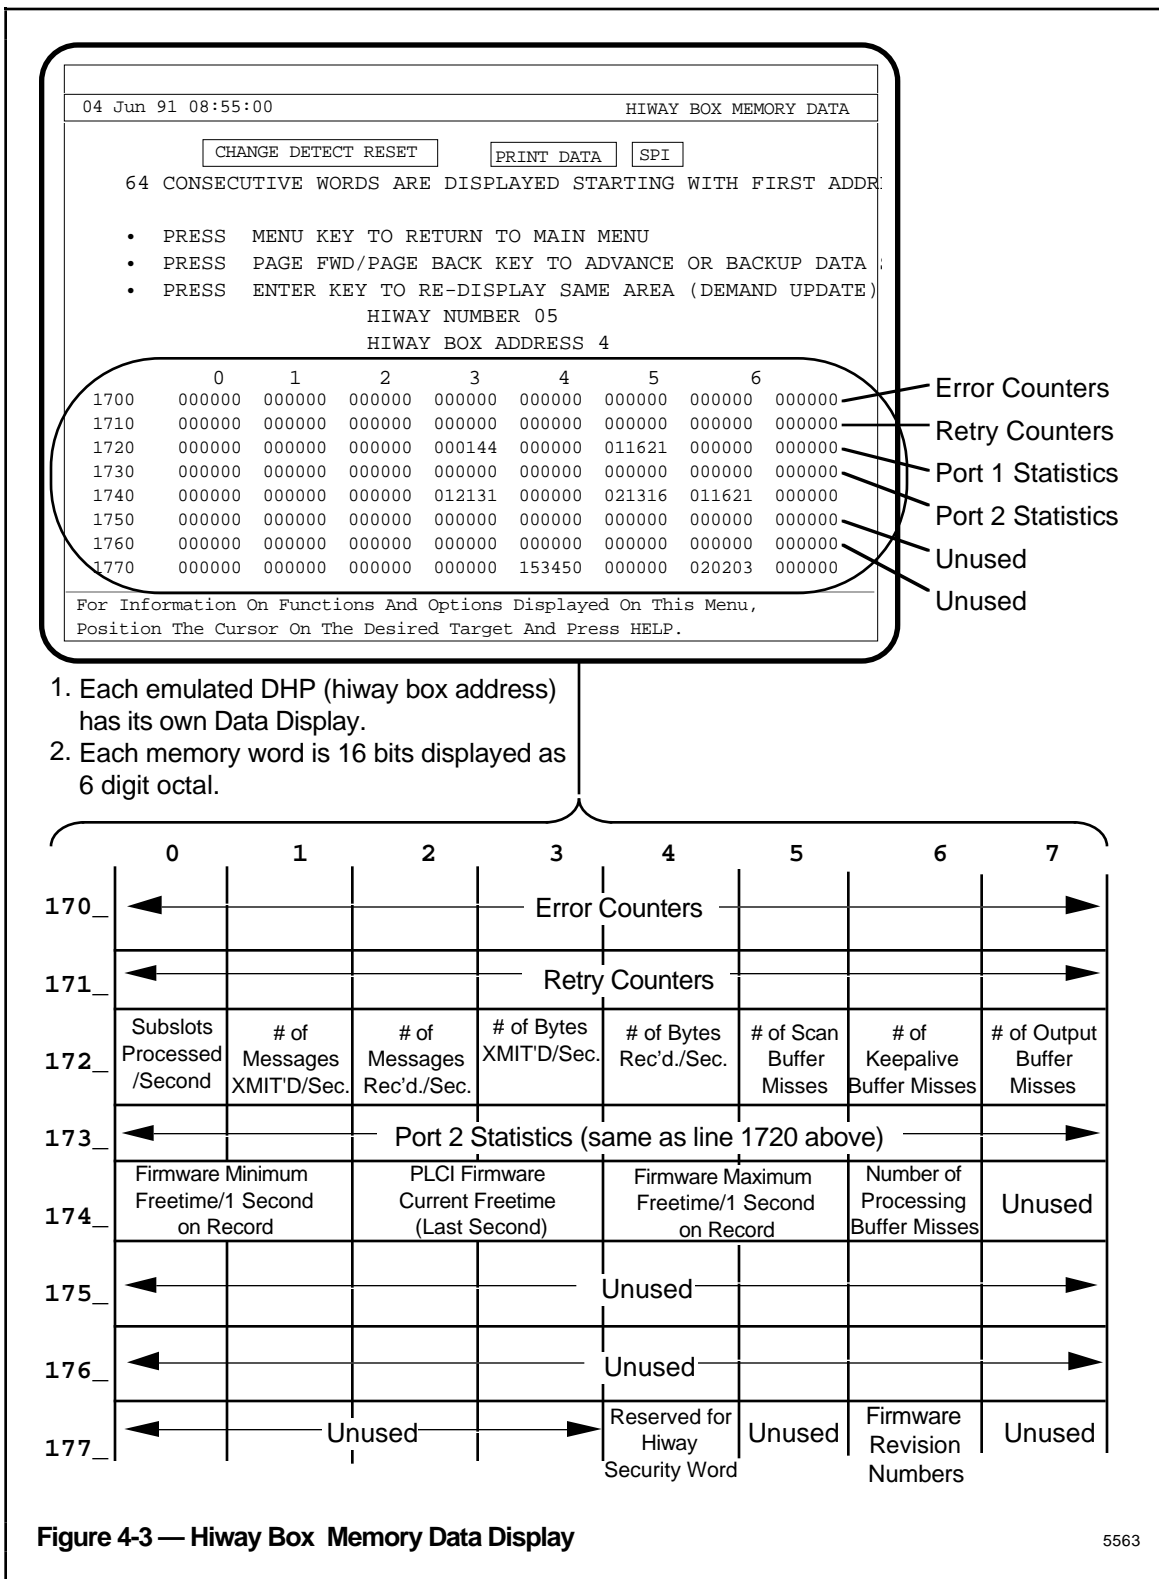 04 Jun 91 08:55:00 HIWAY BOX MEMORY DATA
CHANGE DETECT RESET PRINT DATA SPI
64 CONSECUTIVE WORDS ARE DISPLAYED STARTING WITH FIRST ADDR
• PRESS MENU KEY TO RETURN TO MAIN MENU
• PRESS PAGE FWD/PAGE BACK KEY TO ADVANCE OR BACKUP DATA
• PRESS ENTER KEY TO RE-DISPLAY SAME AREA (DEMAND UPDATE)
HIWAY NUMBER 05
HIWAY BOX ADDRESS 4
0 1 2 3 4 5 6
1700 000000 000000 000000 000000 000000 000000 000000 000000 Error Counters
1710 000000 000000 000000 000000 000000 000000 000000 000000 Retry Counters
1720 000000 000000 000000 000144 000000 011621 000000 000000 Port 1 Statistics
1730 000000 000000 000000 000000 000000 000000 000000 000000 Port 2 Statistics
1740 000000 000000 000000 012131 000000 021316 011621 000000
1750 000000 000000 000000 000000 000000 000000 000000 000000 Unused
1760 000000 000000 000000 000000 000000 000000 000000 000000 Unused
1770 000000 000000 000000 000000 153450 000000 020203 000000
For Information On Functions And Options Displayed On This Menu,
Position The Cursor On The Desired Target And Press HELP.
1. Each emulated DHP (hiway box address)
has its own Data Display.
2. Each memory word is 16 bits displayed as
6 digit octal.
0 1 2 3 4 5 6 7
170_ Error Counters
171_ Retry Counters
172_
Subslots
Processed
/Second
# of
Messages
XMIT'D/Sec.
# of
Messages
Rec'd./Sec.
# of Bytes
XMIT'D/Sec.
# of Bytes
Rec'd./Sec.
# of Scan
Buffer
Misses
# of
Keepalive
Buffer Misses
# of Output
Buffer
Misses
173_ Port 2 Statistics (same as line 1720 above)
174_
Firmware Minimum
Freetime/1 Second
on Record
PLCI Firmware
Current Freetime
(Last Second)
Firmware Maximum
Freetime/1 Second
on Record
Number of
Processing
Buffer Misses
Unused
175_ Unused
176_ Unused
177_ Unused
Reserved for
Hiway
Security Word
Unused
Firmware
Revision
Numbers
Unused
Figure 4-3 — Hiway Box Memory Data Display 5563